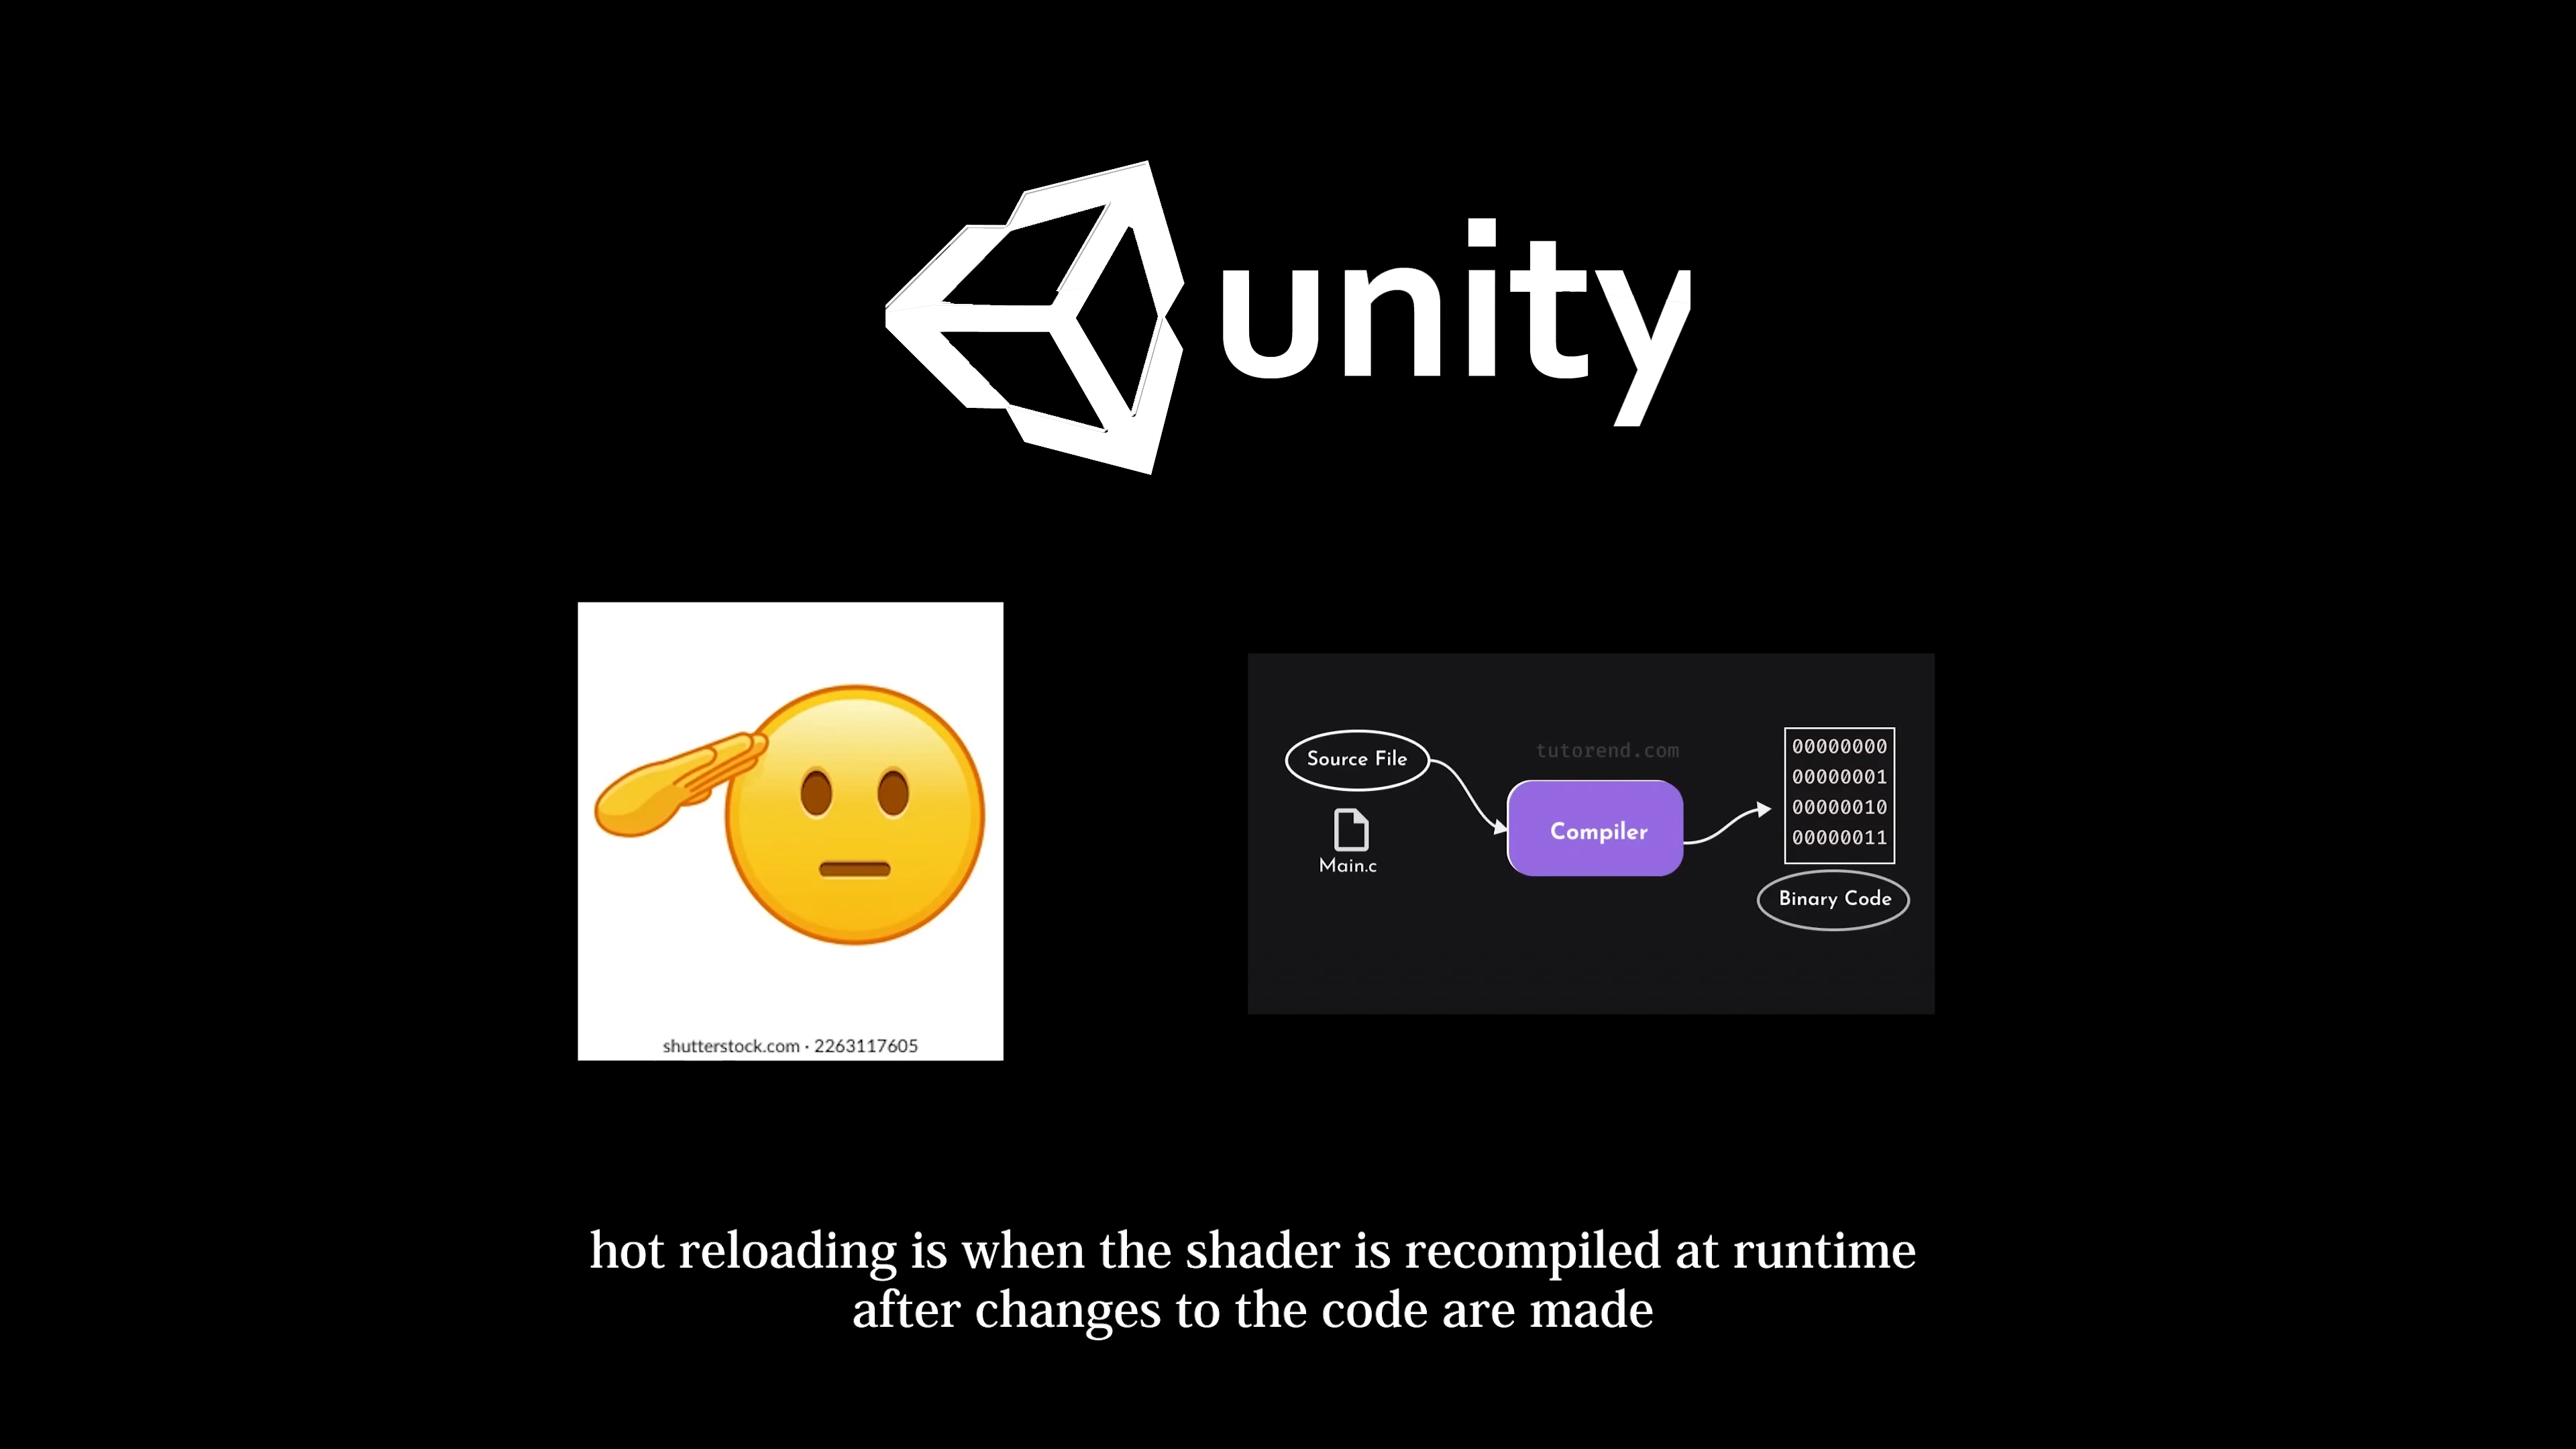 unity
Source File
Main.c
tutorend.com
Compiler
00000000
00000001
00000010
00000011
Binary Code
shutterstock.com · 2263117605
hot reloading is when the shader is recompiled at runtime
after changes to the code are made